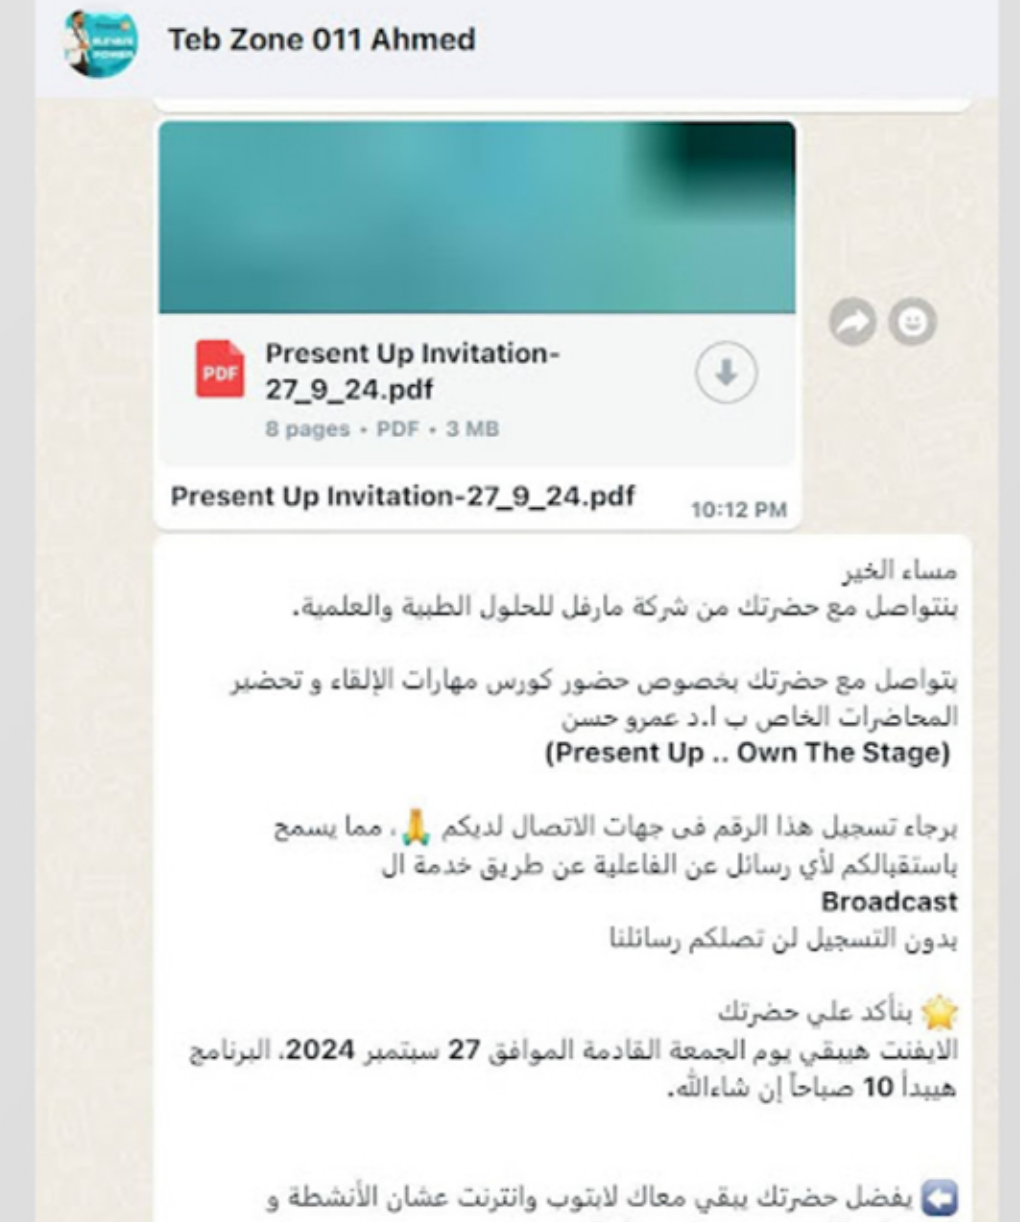 Teb Zone 011 Ahmed
PDF
Present Up Invitation-
27_9_24.pdf
8 pages • PDF • 3 MB
Present Up Invitation-27_9_24.pdf
10:12 PM
مساء الخير
بنتواصل مع حضرتك من شركة مارفل للحلول الطبية والعلمية.
بتواصل مع حضرتك بخصوص حضور كورس مهارات الإلقاء و تحضير
المحاضرات الخاص ب ا.د عمرو حسن
(Present Up .. Own The Stage)
برجاء تسجيل هذا الرقم فى جهات الاتصال لديكم 🙏، مما يسمح
باستقبالكم لأي رسائل عن الفاعلية عن طريق خدمة ال
Broadcast
بدون التسجيل لن تصلكم رسائلنا
🌟 بنأكد علي حضرتك
الايفنت هيبقي يوم الجمعة القادمة الموافق 27 سبتمبر 2024، البرنامج
هيبدأ 10 صباحاً إن شاءالله.
⬅️ يفضل حضرتك يبقي معاك لابتوب وانترنت عشان الأنشطة و